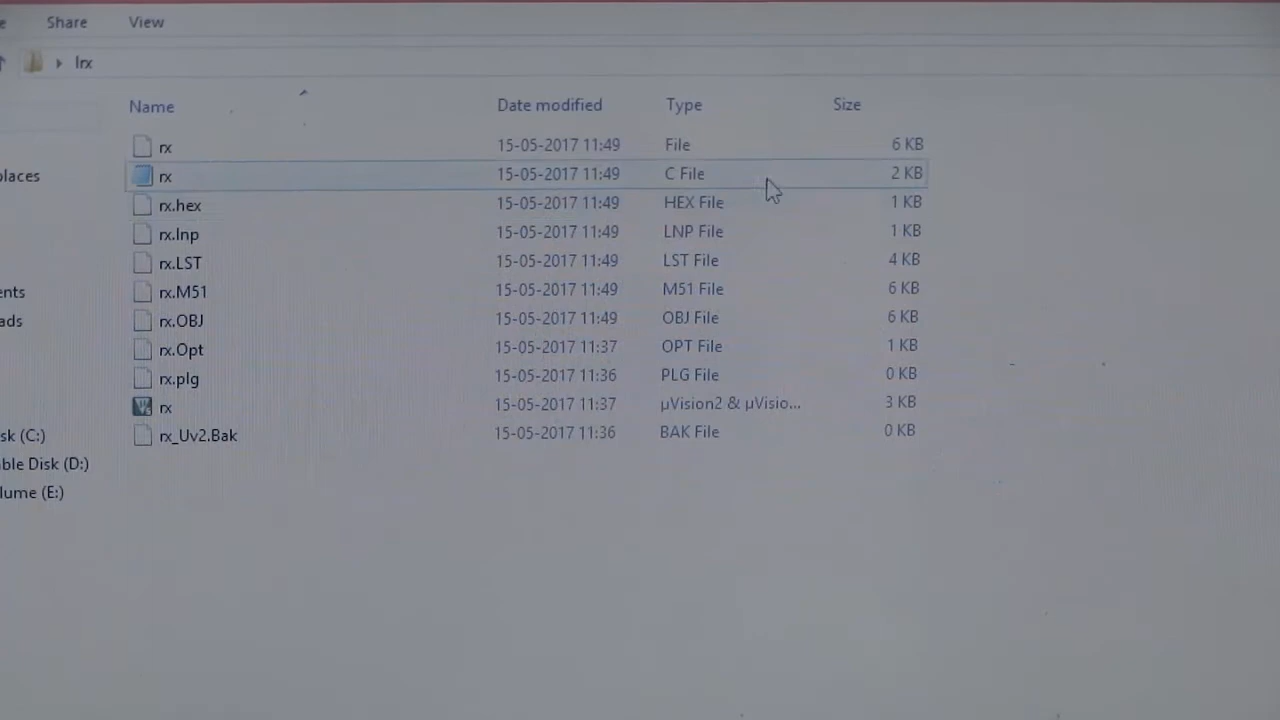 Share View
lrx
Name Date modified Type Size
rx 15-05-2017 11:49 File 6 KB
rx 15-05-2017 11:49 C File 2 KB
rx.hex 15-05-2017 11:49 HEX File 1 KB
rx.lnp 15-05-2017 11:49 LNP File 1 KB
rx.LST 15-05-2017 11:49 LST File 4 KB
rx.M51 15-05-2017 11:49 M51 File 6 KB
rx.OBJ 15-05-2017 11:49 OBJ File 6 KB
rx.Opt 15-05-2017 11:37 OPT File 1 KB
rx.plg 15-05-2017 11:36 PLG File 0 KB
rx 15-05-2017 11:37 µVision2 & µVisio... 3 KB
rx_Uv2.Bak 15-05-2017 11:36 BAK File 0 KB
laces
ents
ads
sk (C:)
ble Disk (D:)
lume (E:)